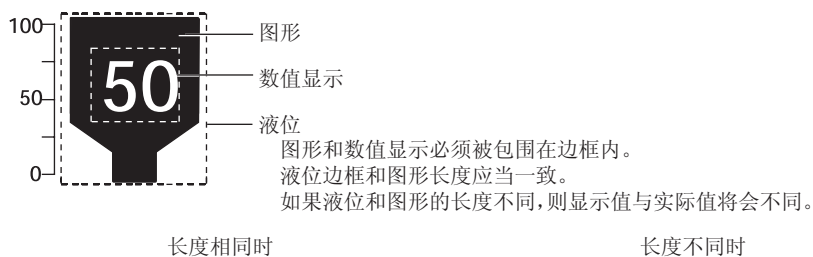 100
图形
50
数值显示
50
液位
0
图形和数值显示必须被包围在边框内。
液位边框和图形长度应当一致。
如果液位和图形的长度不同,则显示值与实际值将会不同。
长度相同时 长度不同时